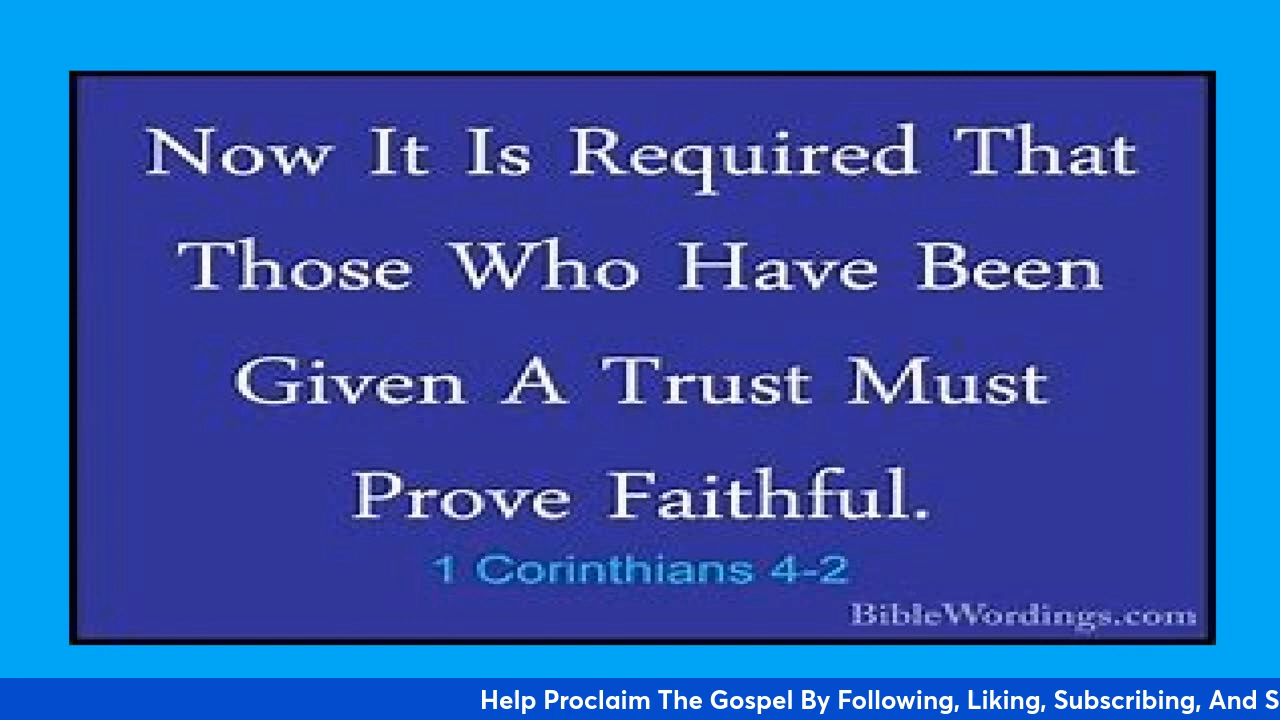 Now It Is Required That
Those Who Have Been
Given A Trust Must
Prove Faithful.
1 Corinthians 4-2
BibleWordings.com
Help Proclaim The Gospel By Following, Liking, Subscribing, And S